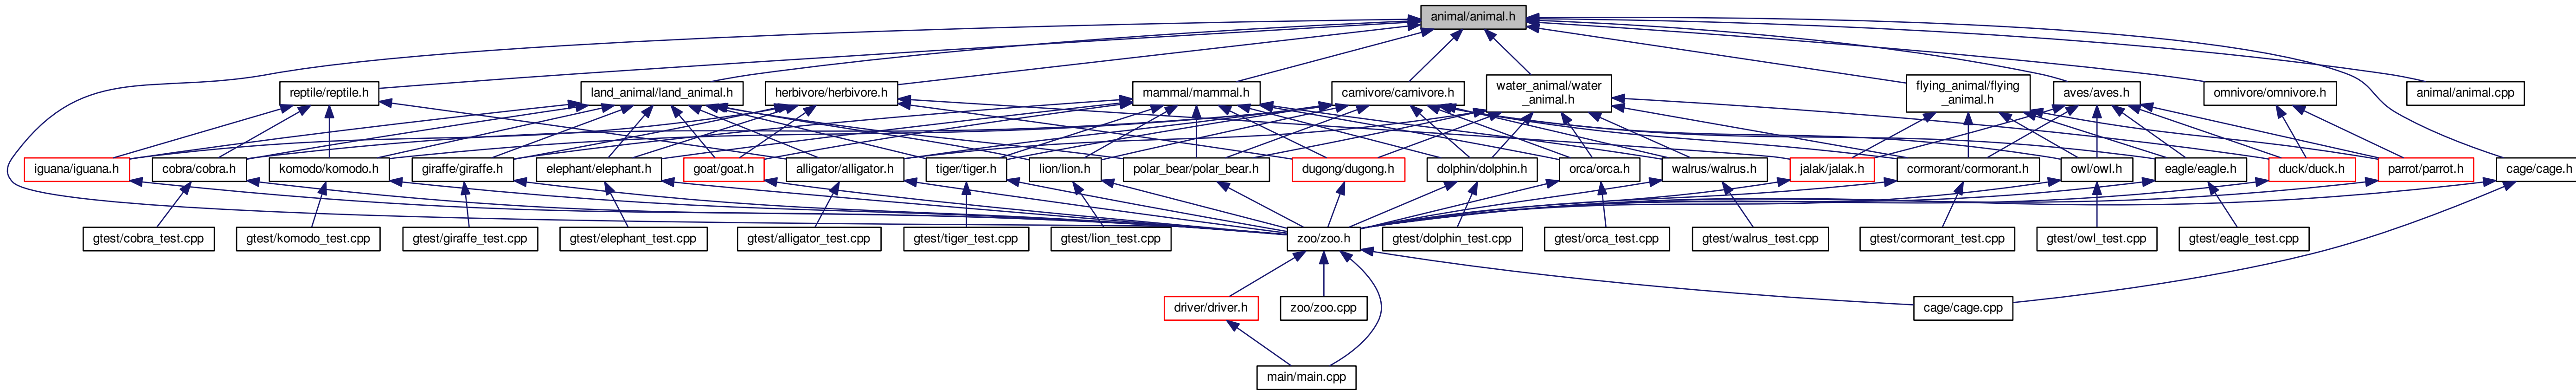 animal/animal.h
reptile/reptile.h
land_animal/land_animal.h
herbivore/herbivore.h
mammal/mammal.h
carnivore/carnivore.h
water_animal/water
_animal.h
flying_animal/flying
_animal.h
aves/aves.h
omnivore/omnivore.h
animal/animal.cpp
iguana/iguana.h
cobra/cobra.h
komodo/komodo.h
giraffe/giraffe.h
elephant/elephant.h
goat/goat.h
alligator/alligator.h
tiger/tiger.h
lion/lion.h
polar_bear/polar_bear.h
dugong/dugong.h
dolphin/dolphin.h
orca/orca.h
walrus/walrus.h
jalak/jalak.h
cormorant/cormorant.h
owl/owl.h
eagle/eagle.h
duck/duck.h
parrot/parrot.h
cage/cage.h
gtest/cobra_test.cpp
gtest/komodo_test.cpp
gtest/giraffe_test.cpp
gtest/elephant_test.cpp
gtest/alligator_test.cpp
gtest/tiger_test.cpp
gtest/lion_test.cpp
zoo/zoo.h
gtest/dolphin_test.cpp
gtest/orca_test.cpp
gtest/walrus_test.cpp
gtest/cormorant_test.cpp
gtest/owl_test.cpp
gtest/eagle_test.cpp
driver/driver.h
zoo/zoo.cpp
cage/cage.cpp
main/main.cpp